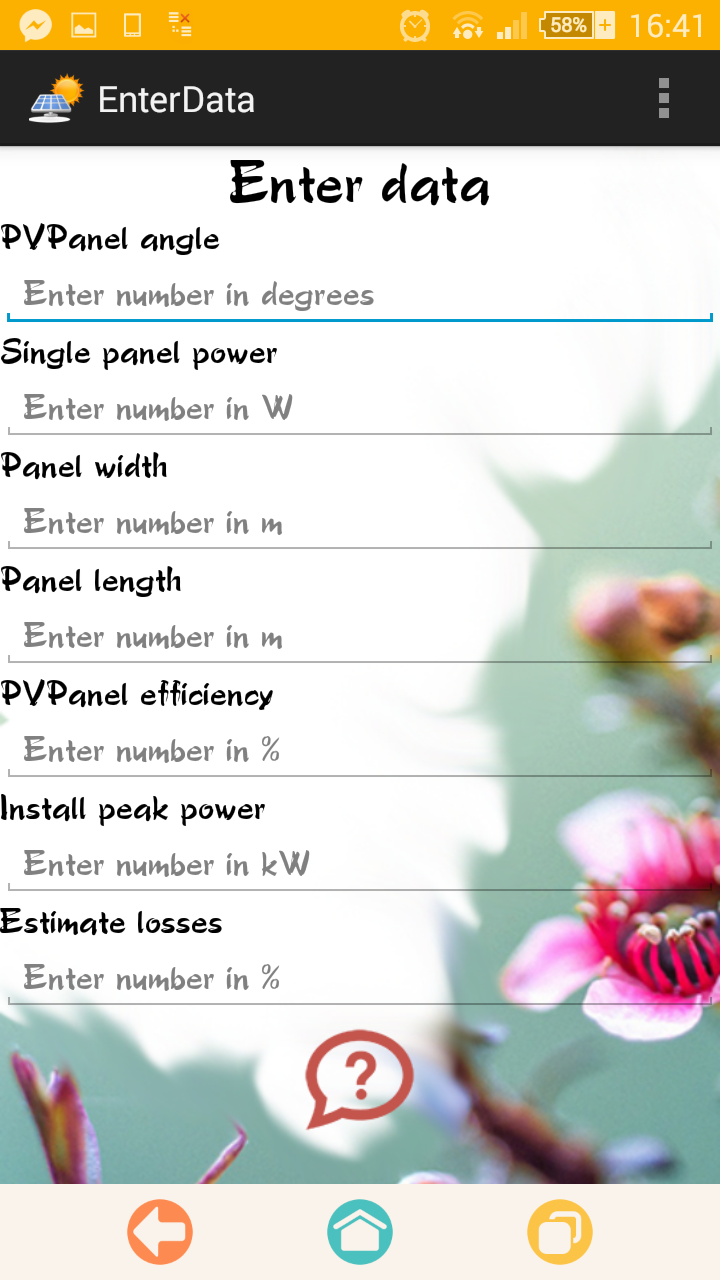 58%
16:41
EnterData
Enter data
PVPanel angle
Enter number in degrees
Single panel power
Enter number in W
Panel width
Enter number in m
Panel length
Enter number in m
PVPanel efficiency
Enter number in %
Install peak power
Enter number in kW
Estimate losses
Enter number in %
?